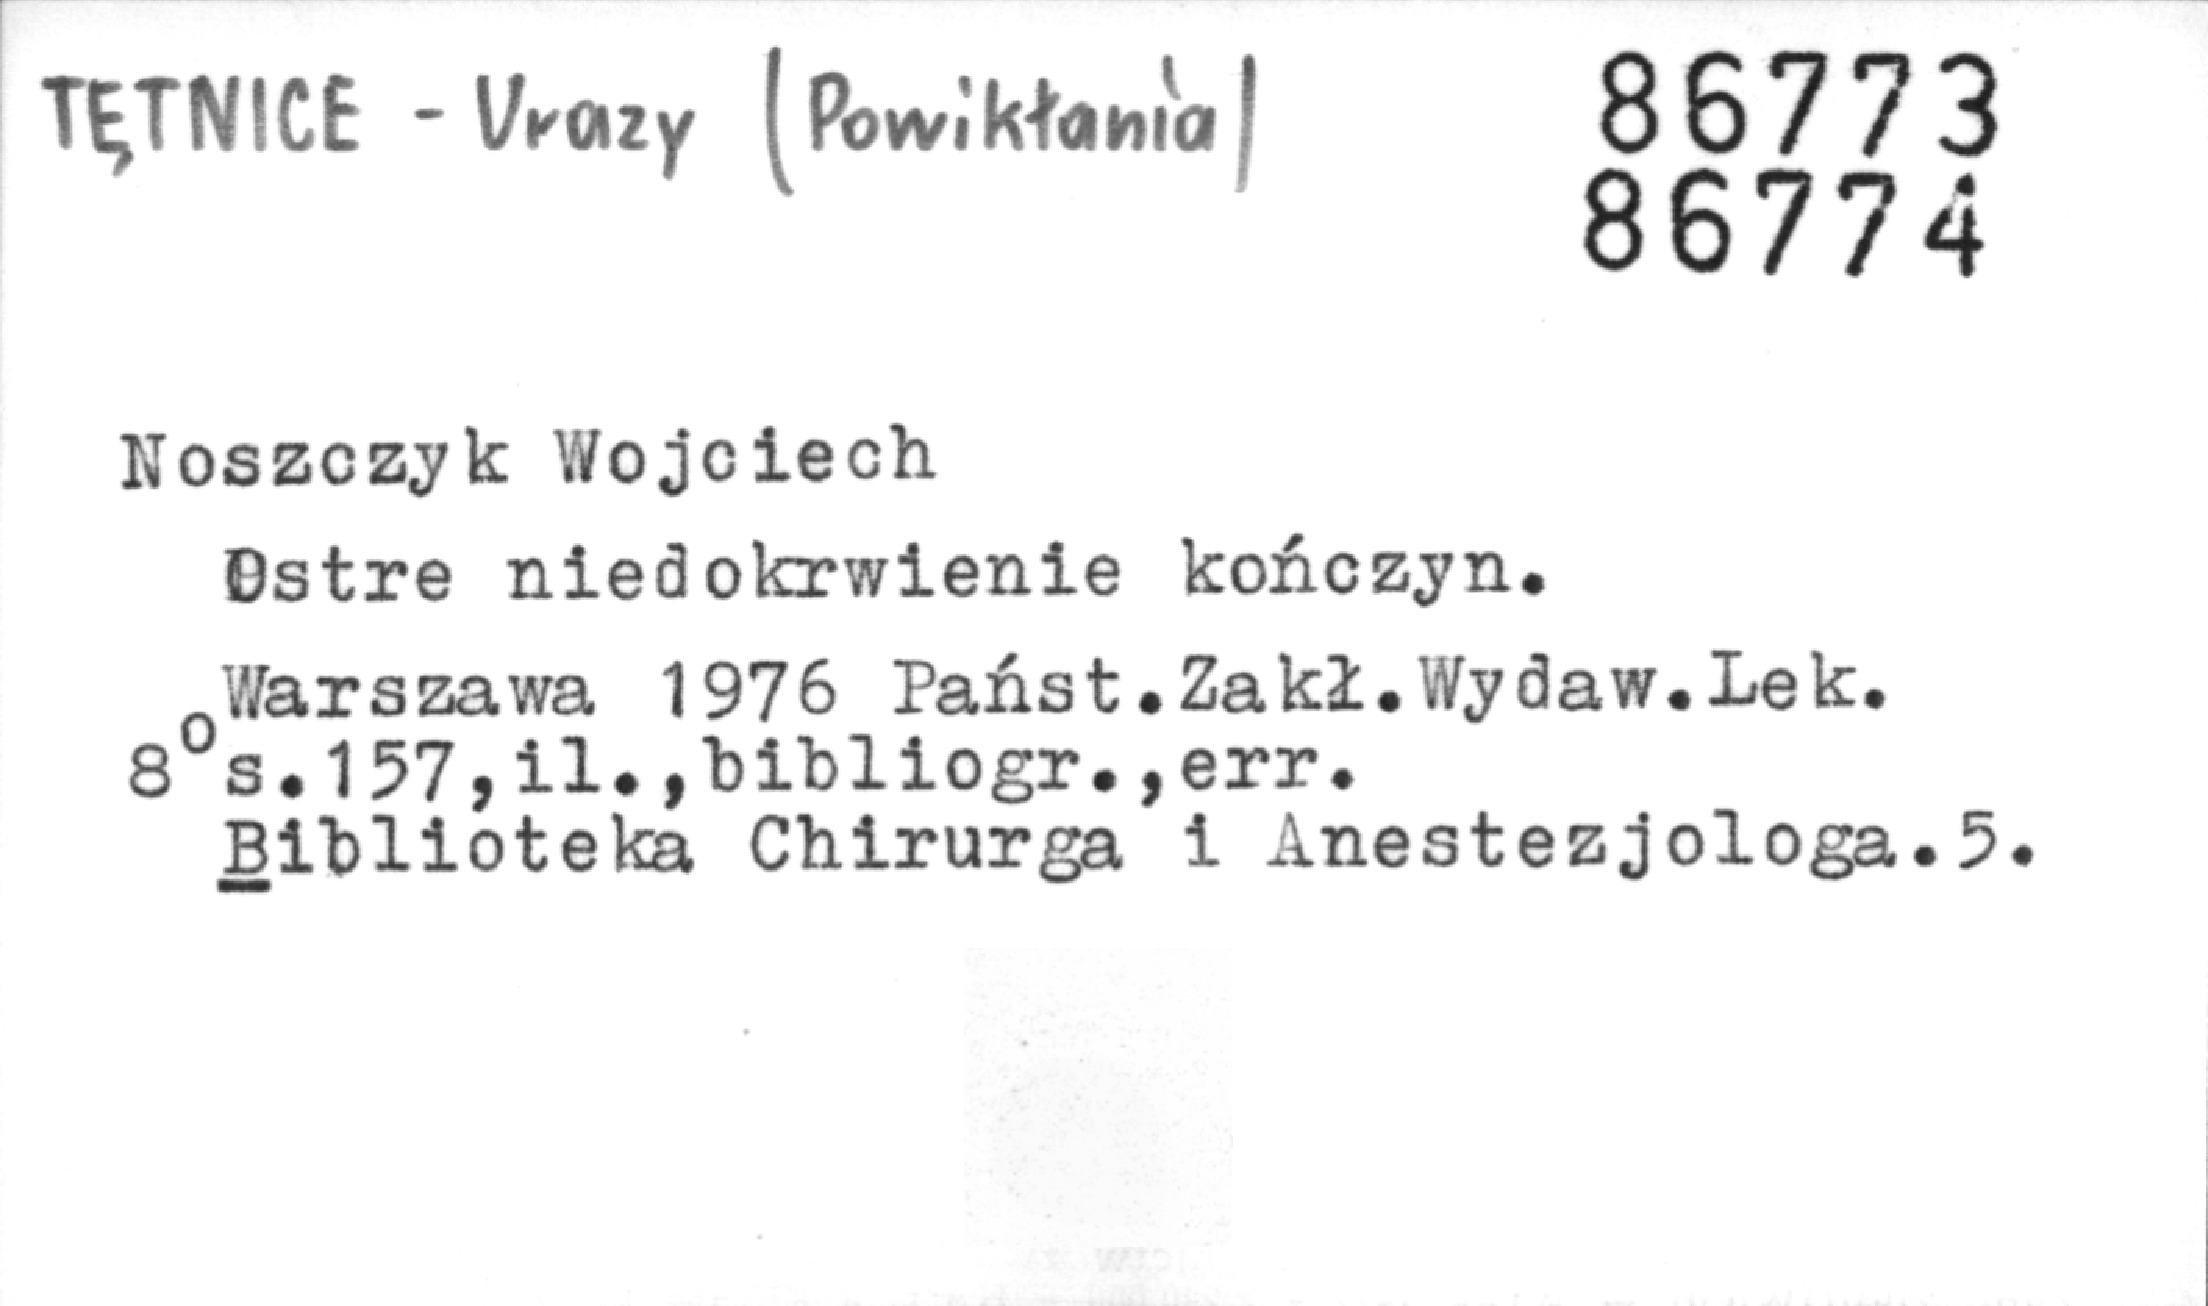 TĘTNICE - Urazy (Powikłania)
86773
86774
Noszczyk Wojciech
Ostre niedokrwienie kończyn.
Warszawa 1976 Państ.Zakł.Wydaw.Lek.
8° s.157,il.,bibliogr.,err.
Biblioteka Chirurga i Anestezjologa.5.